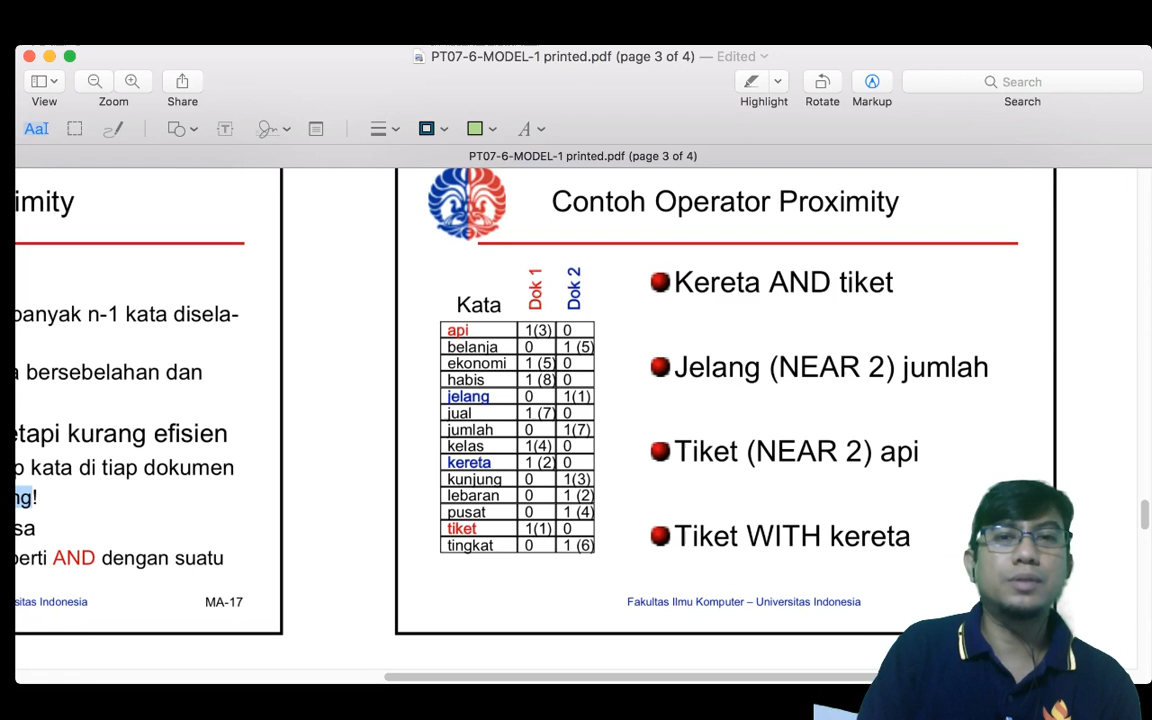 PT07-6-MODEL-1 printed.pdf (page 3 of 4) — Edited
Search
View
Zoom
Share
Highlight
Rotate
Markup
Search
AaI
T
A
PT07-6-MODEL-1 printed.pdf (page 3 of 4)
imity
banyak n-1 kata disela-
a bersebelahan dan
etapi kurang efisien
o kata di tiap dokumen
ng!
sa
perti AND dengan suatu
sitas Indonesia
MA-17
Contoh Operator Proximity
Kata Dok 1 Dok 2
api 1(3) 0
belanja 0 1 (5)
ekonomi 1 (5) 0
habis 1 (8) 0
jelang 0 1(1)
jual 1 (7) 0
jumlah 0 1(7)
kelas 1(4) 0
kereta 1 (2) 0
kunjung 0 1(3)
lebaran 0 1 (2)
pusat 0 1 (4)
tiket 1(1) 0
tingkat 0 1 (6)
Kereta AND tiket
Jelang (NEAR 2) jumlah
Tiket (NEAR 2) api
Tiket WITH kereta
Fakultas Ilmu Komputer – Universitas Indonesia